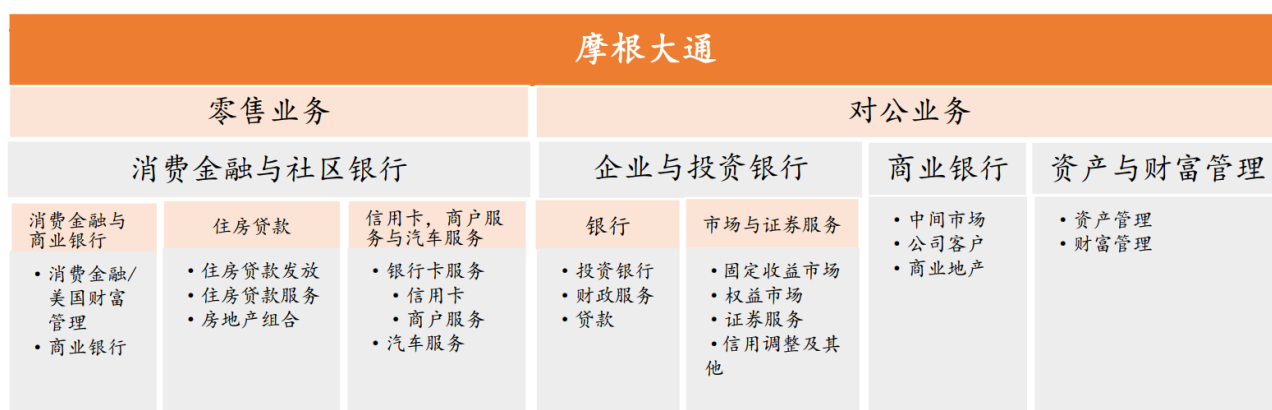 摩根大通
零售业务
对公业务
消费金融与社区银行
企业与投资银行
商业银行
资产与财富管理
消费金融与
商业银行
• 消费金融/
美国财富
管理
• 商业银行
住房贷款
• 住房贷款发放
• 住房贷款服务
• 房地产组合
信用卡，商户服
务与汽车服务
• 银行卡服务
• 信用卡
• 商户服务
• 汽车服务
银行
• 投资银行
• 财政服务
• 贷款
市场与证券服务
• 固定收益市场
• 权益市场
• 证券服务
• 信用调整及其
他
• 中间市场
• 公司客户
• 商业地产
• 资产管理
• 财富管理